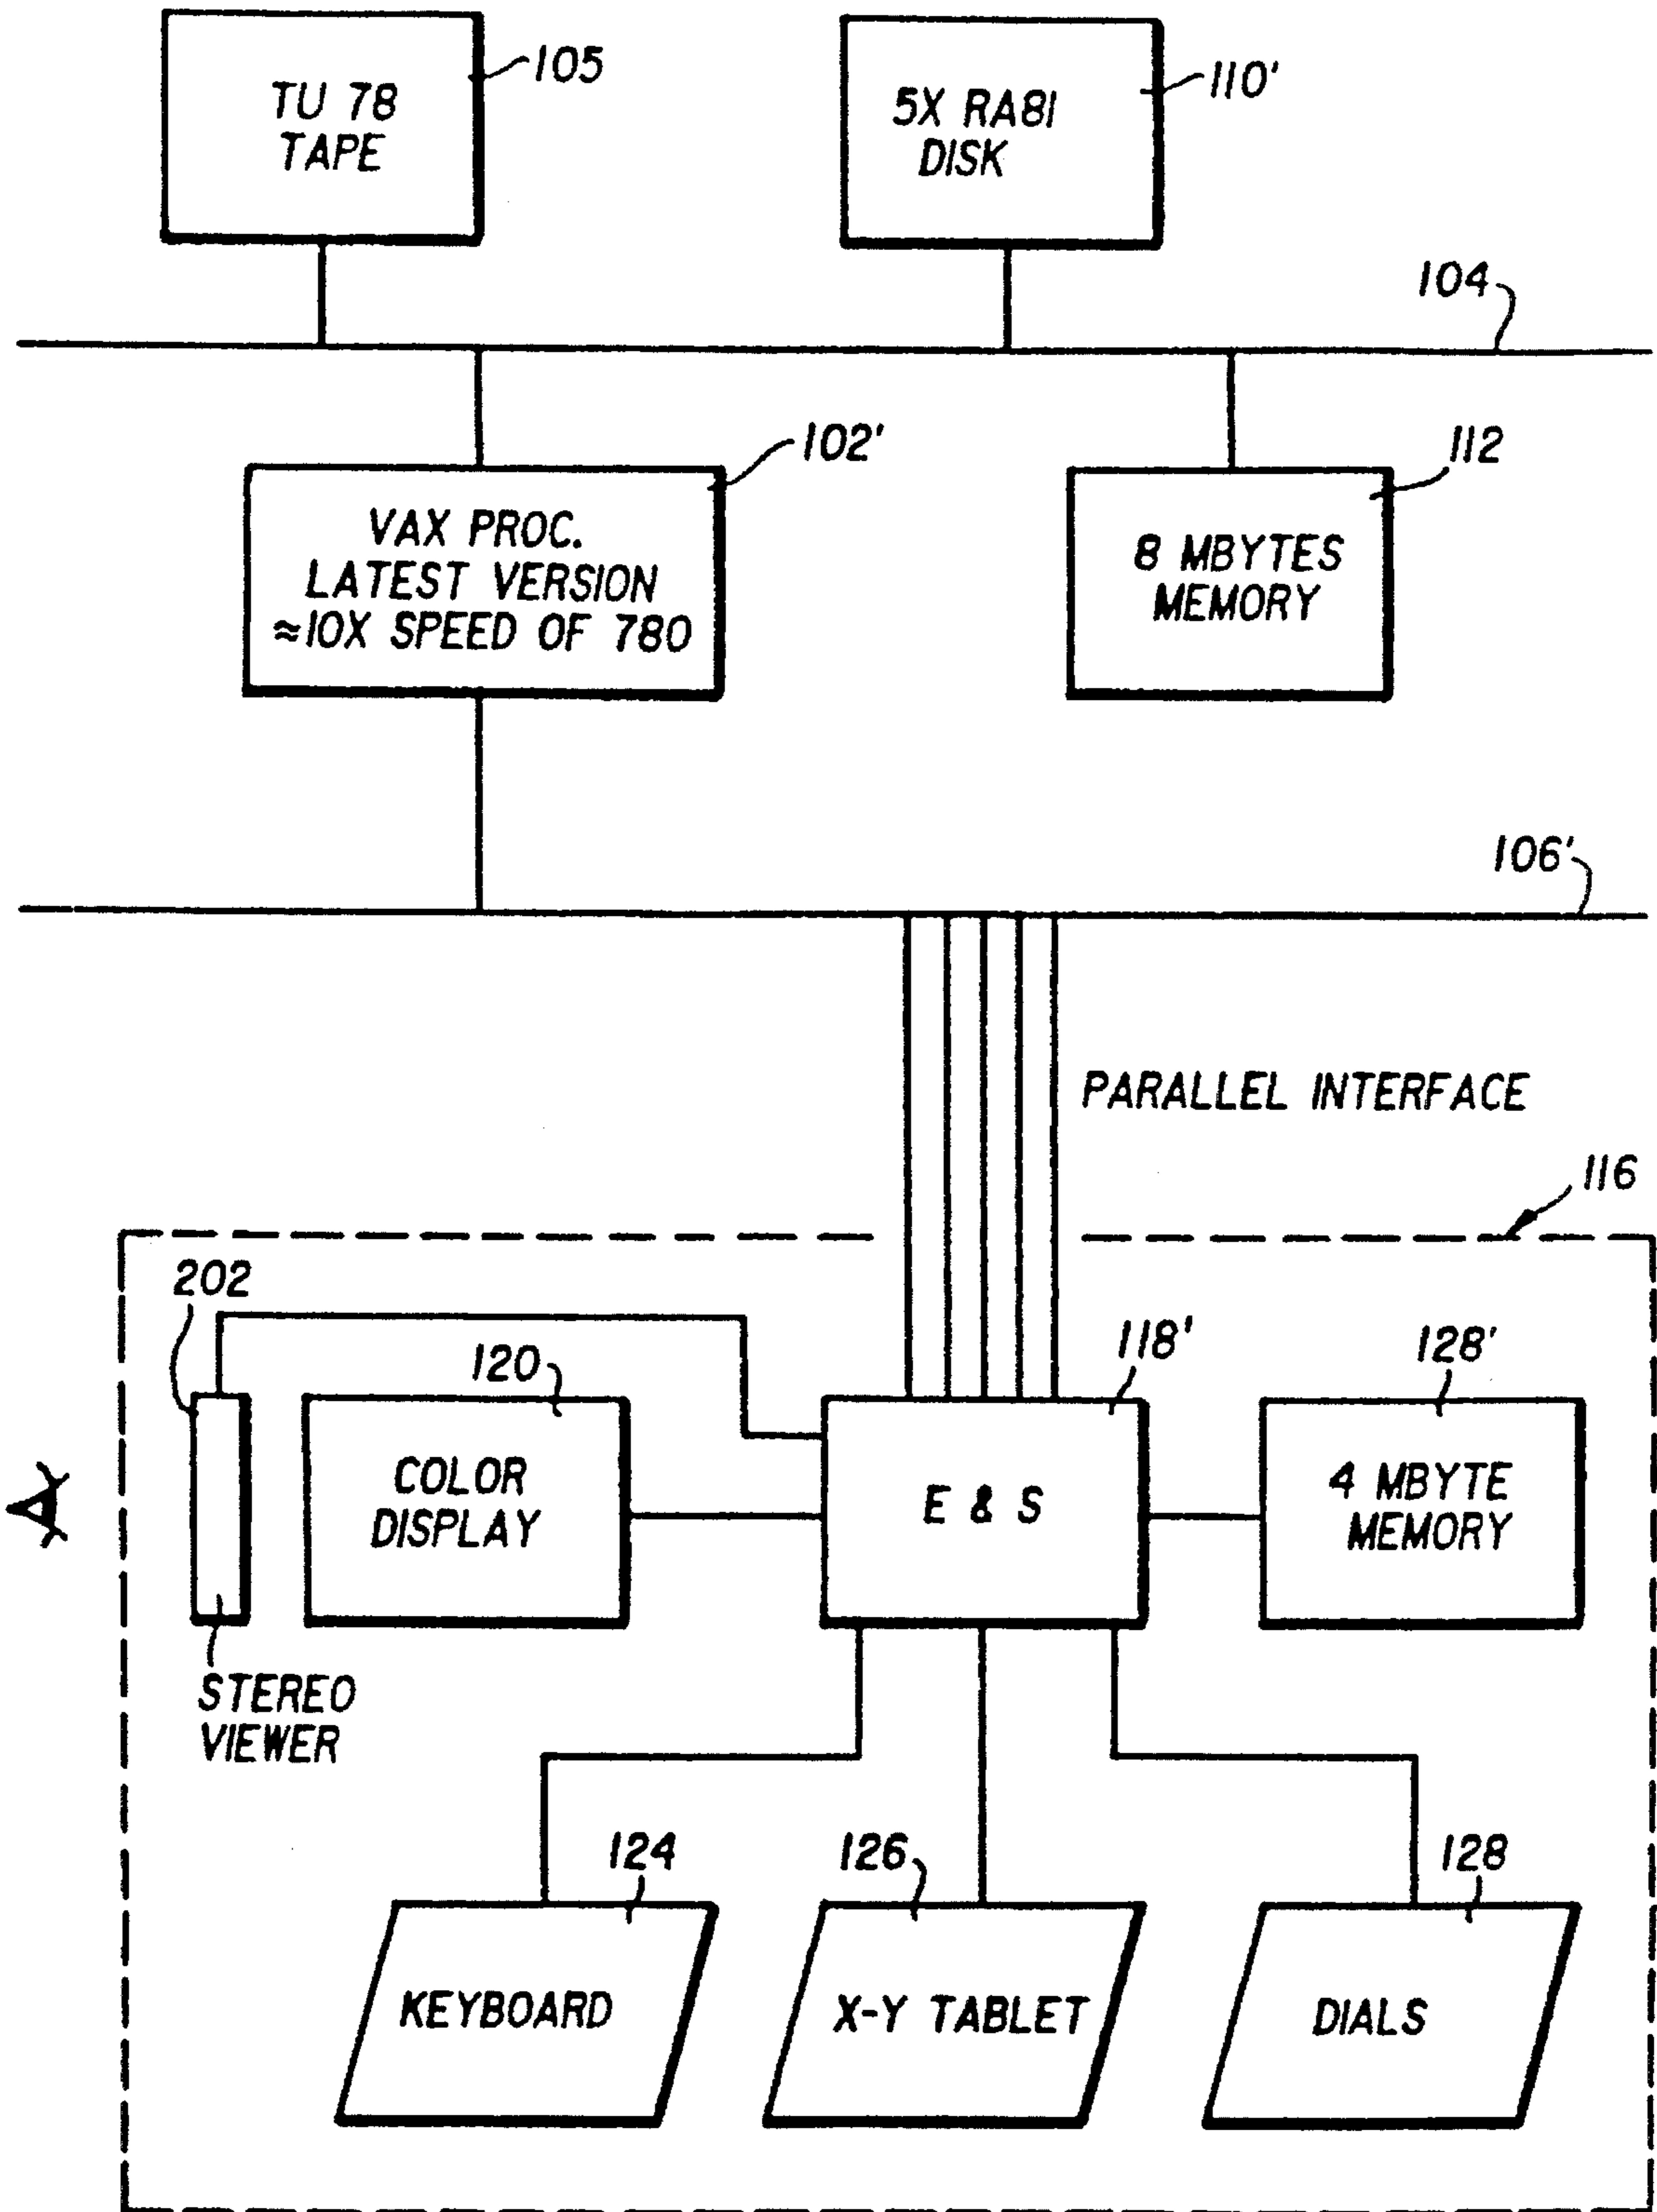 TU 78
TAPE
105
5X RA81
DISK
110'
104
VAX PROC.
LATEST VERSION
≈10X SPEED OF 780
102'
8 MBYTES
MEMORY
112
106'
PARALLEL INTERFACE
116
202
120
118'
128'
COLOR
DISPLAY
E & S
4 MBYTE
MEMORY
STEREO
VIEWER
124
126
128
KEYBOARD
X-Y TABLET
DIALS